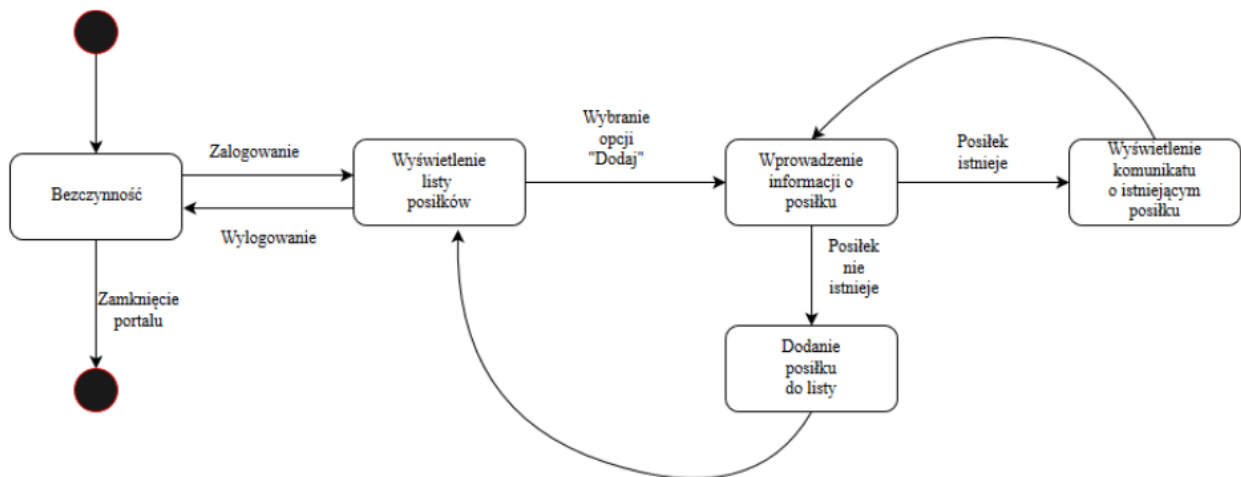 Bezczynność
Zalogowanie
Wylogowanie
Zamknięcie
portalu
Wyświetlenie
listy
posiłków
Wybranie
opcji
"Dodaj"
Wprowadzenie
informacji o
posiłku
Posiłek
istnieje
Wyświetlenie
komunikatu
o istniejącym
posiłku
Posiłek
nie
istnieje
Dodanie
posiłku
do listy